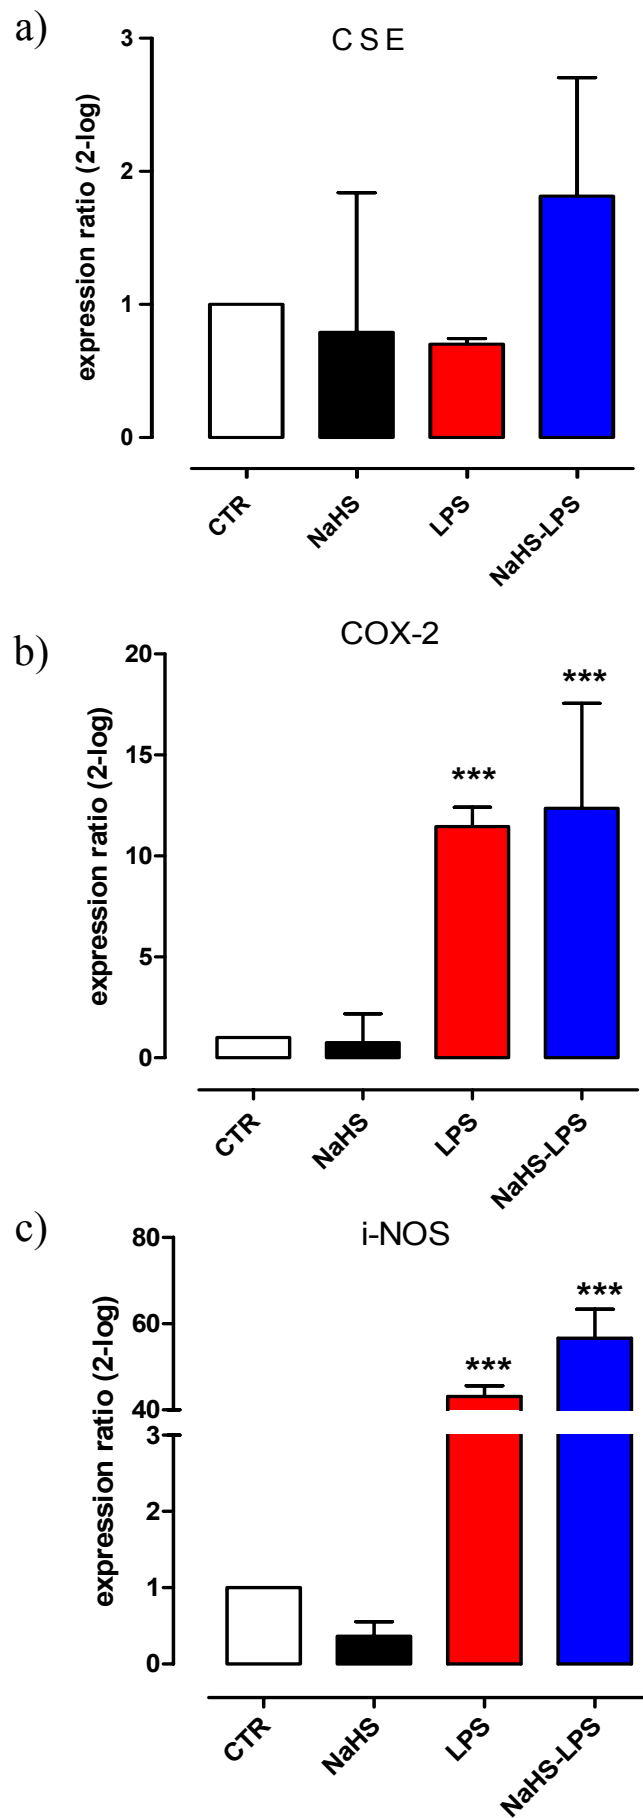 a)
CSE
expression ratio (2-log)
3
2
1
0
CTR
NaHS
LPS
NaHS-LPS
b)
COX-2
expression ratio (2-log)
20
15
10
5
0
***
***
CTR
NaHS
LPS
NaHS-LPS
c)
i-NOS
expression ratio (2-log)
80
60
40
3
2
1
0
***
***
CTR
NaHS
LPS
NaHS-LPS